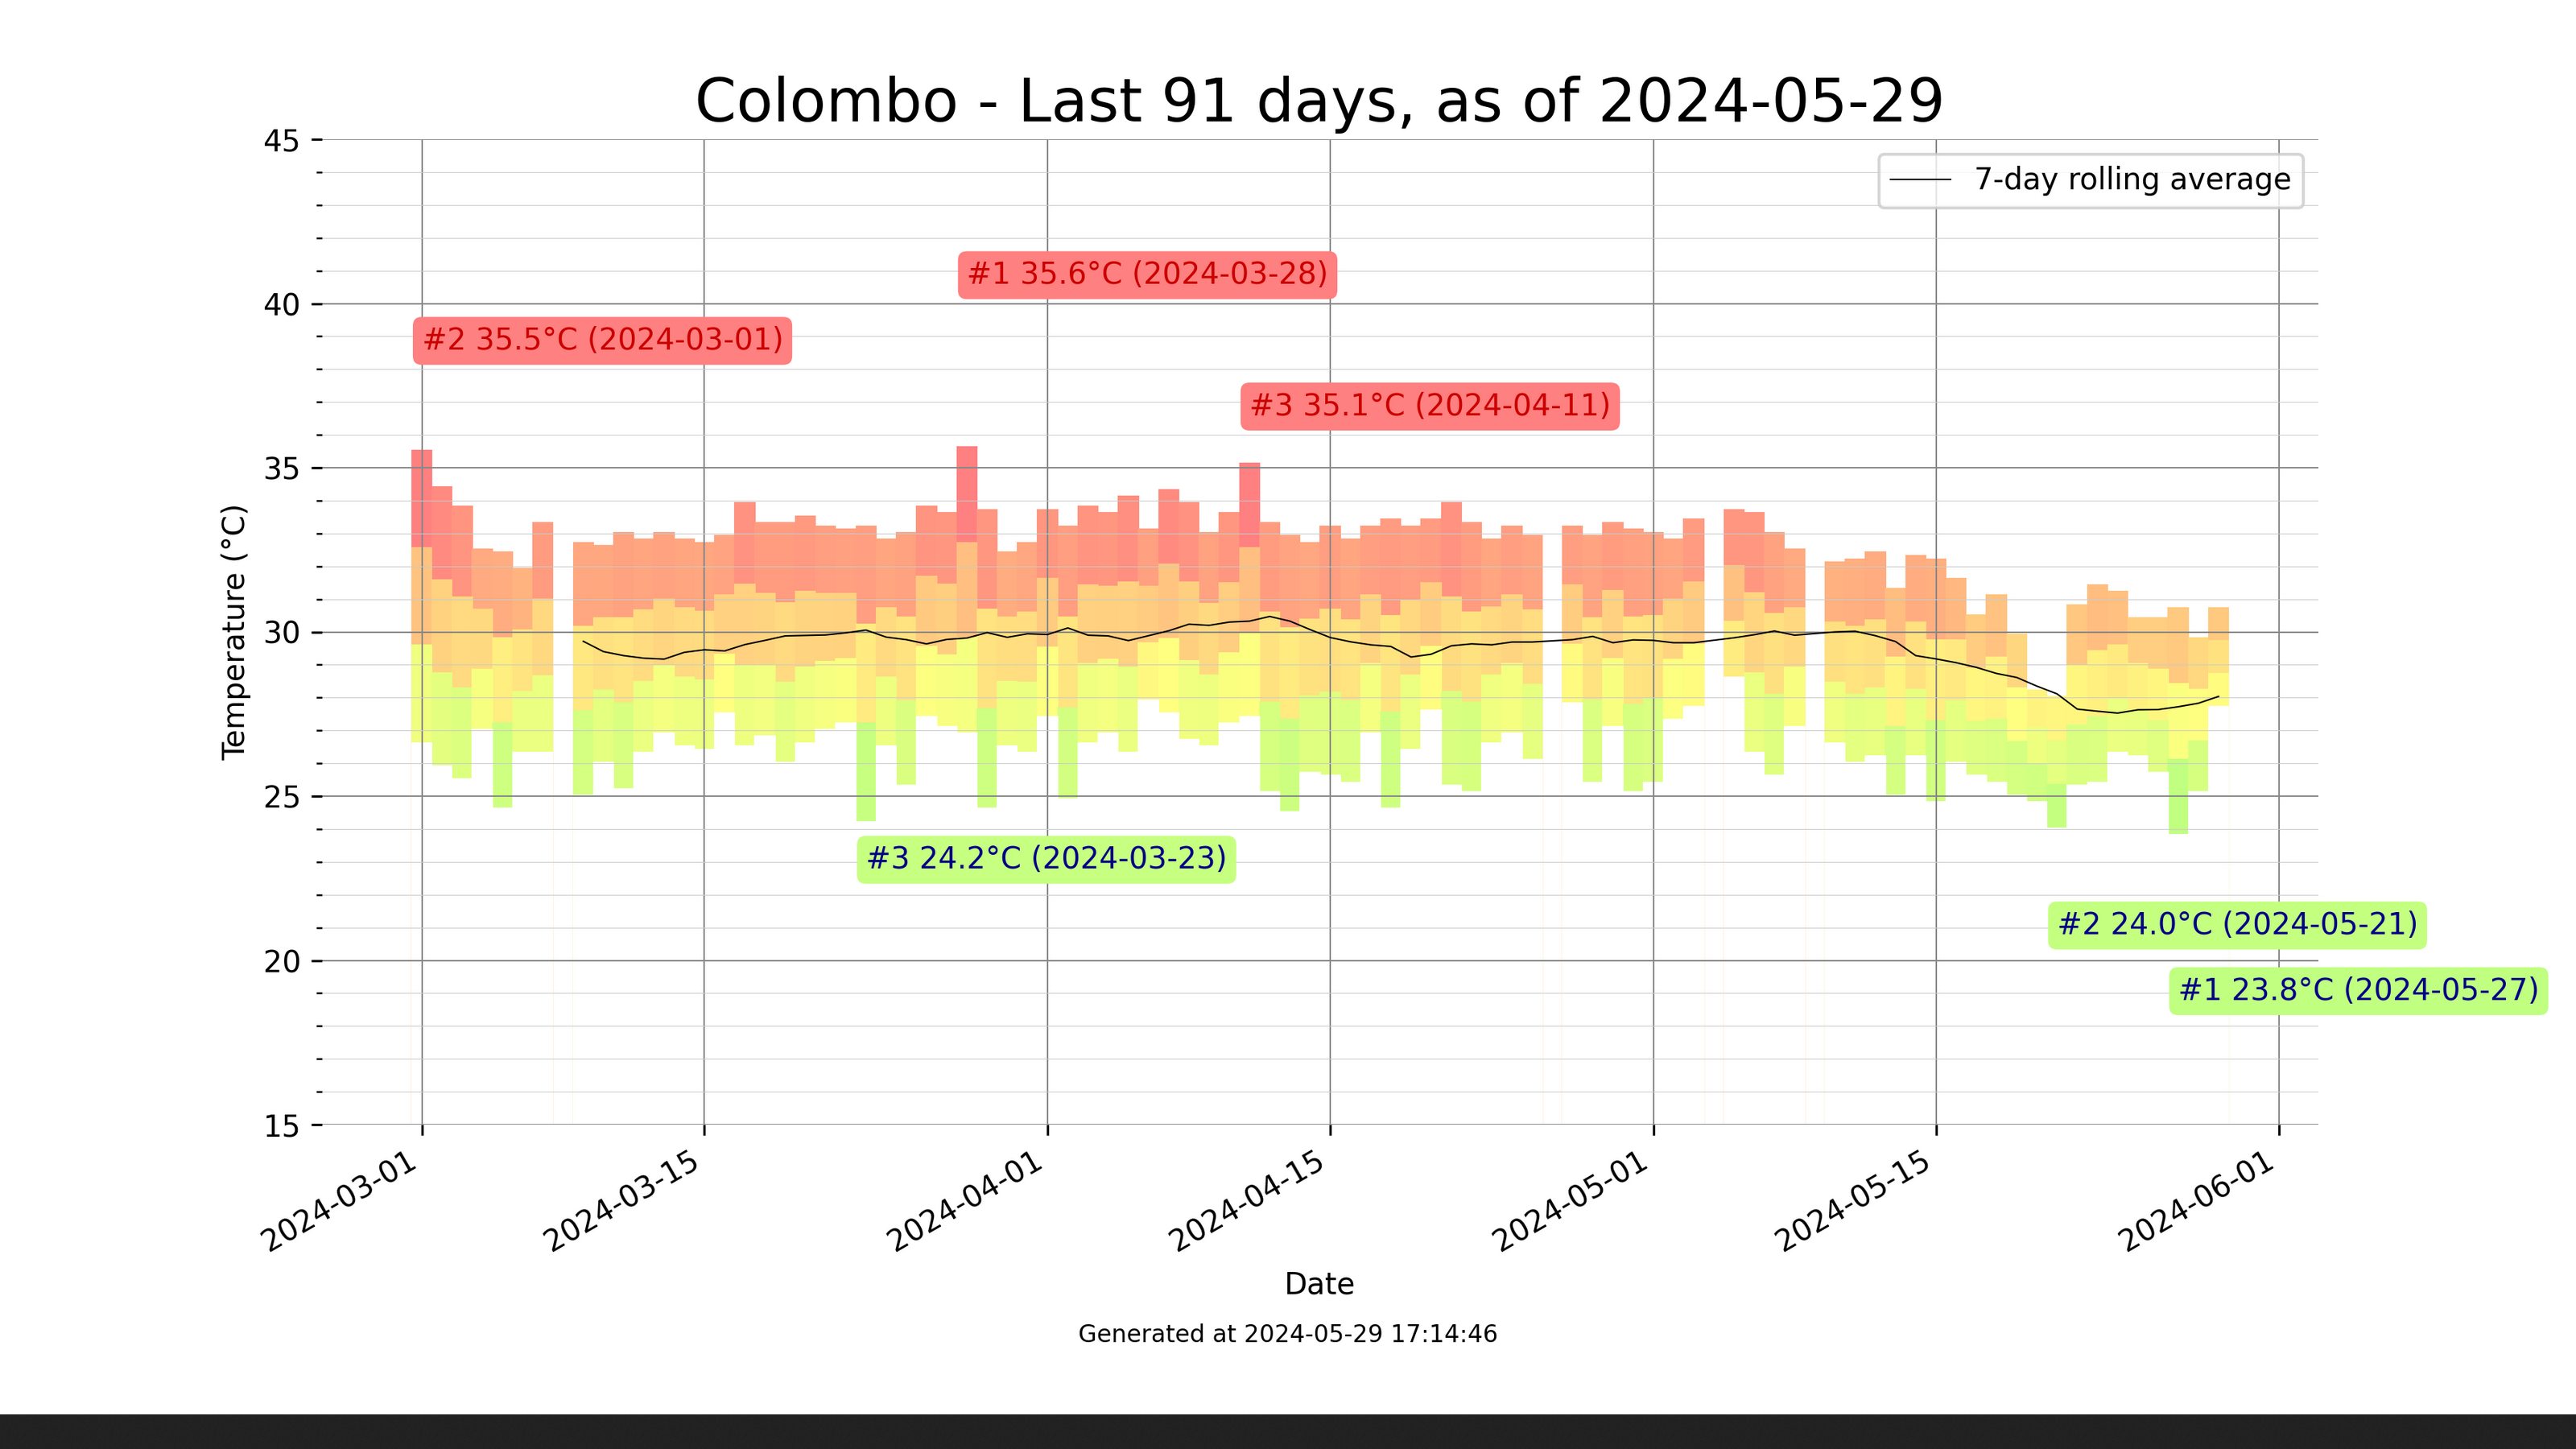 Colombo - Last 91 days, as of 2024-05-29
45
7-day rolling average
#1 35.6°C (2024-03-28)
40
#2 35.5°C (2024-03-01)
#3 35.1°C (2024-04-11)
35
Temperature (°C)
30
25
#3 24.2°C (2024-03-23)
#2 24.0°C (2024-05-21)
20
#1 23.8°C (2024-05-27)
15
2024-03-01
2024-03-15
2024-04-01
2024-04-15
2024-05-01
2024-05-15
2024-06-01
Date
Generated at 2024-05-29 17:14:46